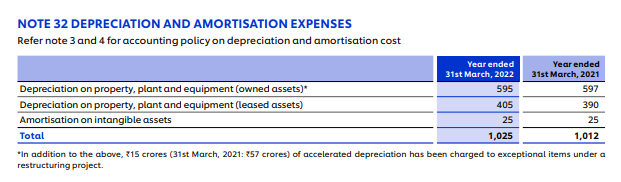 NOTE 32 DEPRECIATION AND AMORTISATION EXPENSES
Refer note 3 and 4 for accounting policy on depreciation and amortisation cost
Year ended Year ended
31st March, 2022 31st March, 2021
Depreciation on property, plant and equipment (owned assets)* 595 597
Depreciation on property, plant and equipment (leased assets) 405 390
Amortisation on intangible assets 25 25
Total 1,025 1,012
*In addition to the above, ₹15 crores (31st March, 2021: ₹57 crores) of accelerated depreciation has been charged to exceptional items under a
restructuring project.